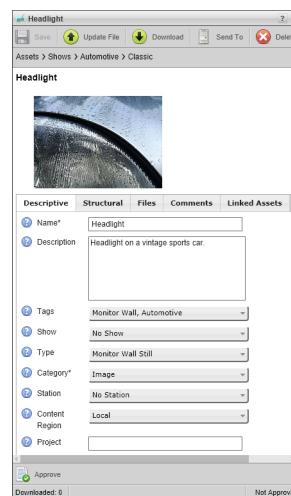 Headlight ?
Save Update File Download Send To Dele
Assets > Shows > Automotive > Classic
Headlight
Descriptive Structural Files Comments Linked Assets
? Name* Headlight
? Description Headlight on a vintage sports car.
? Tags Monitor Wall, Automotive
? Show No Show
? Type Monitor Wall Still
? Category* Image
? Station No Station
? Content Local
Region
? Project
Approve
Downloaded: 0 Not Approv